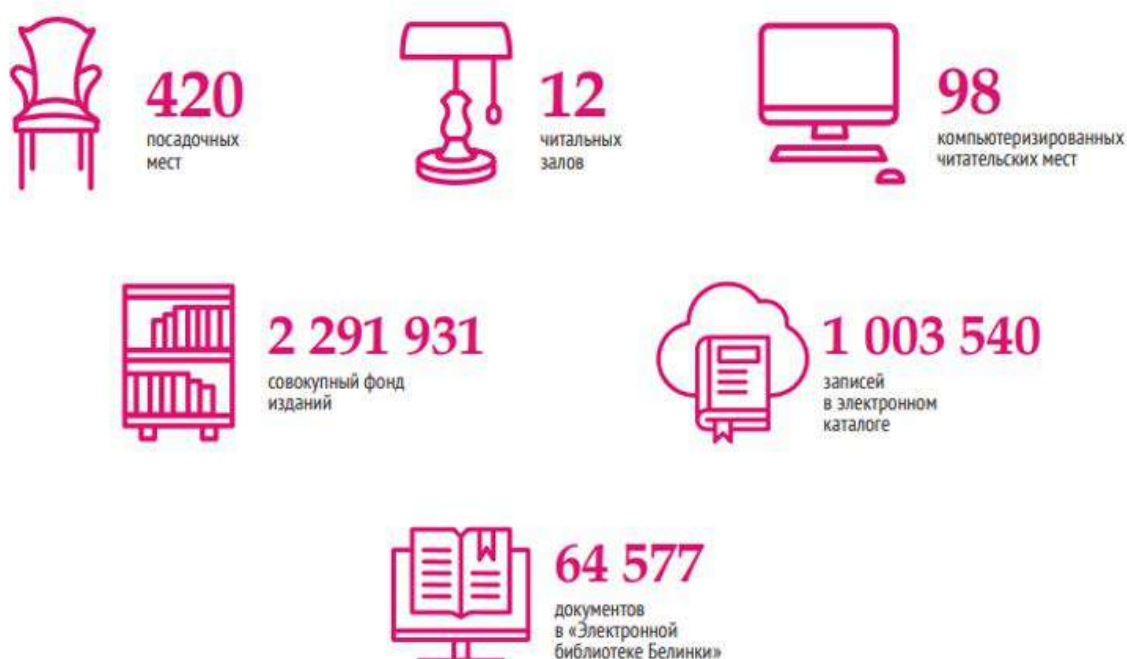 420
посадочных
мест
12
читальных
залов
98
компьютеризированных
читательских мест
2 291 931
совокупный фонд
изданий
1 003 540
записей
в электронном
каталоге
64 577
документов
в «Электронной
библиотеке Белинки»